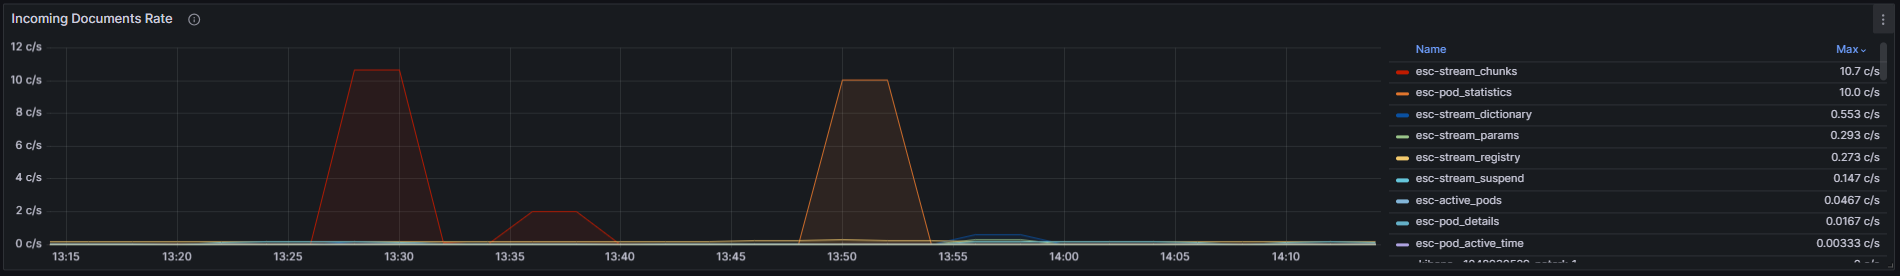 Incoming Documents Rate
12 c/s
10 c/s
8 c/s
6 c/s
4 c/s
2 c/s
0 c/s
13:15 13:20 13:25 13:30 13:35 13:40 13:45 13:50 13:55 14:00 14:05 14:10
Name Max
esc-stream_chunks 10.7 c/s
esc-pod_statistics 10.0 c/s
esc-stream_dictionary 0.553 c/s
esc-stream_params 0.293 c/s
esc-stream_registry 0.273 c/s
esc-stream_suspend 0.147 c/s
esc-active_pods 0.0467 c/s
esc-pod_details 0.0167 c/s
esc-pod_active_time 0.00333 c/s